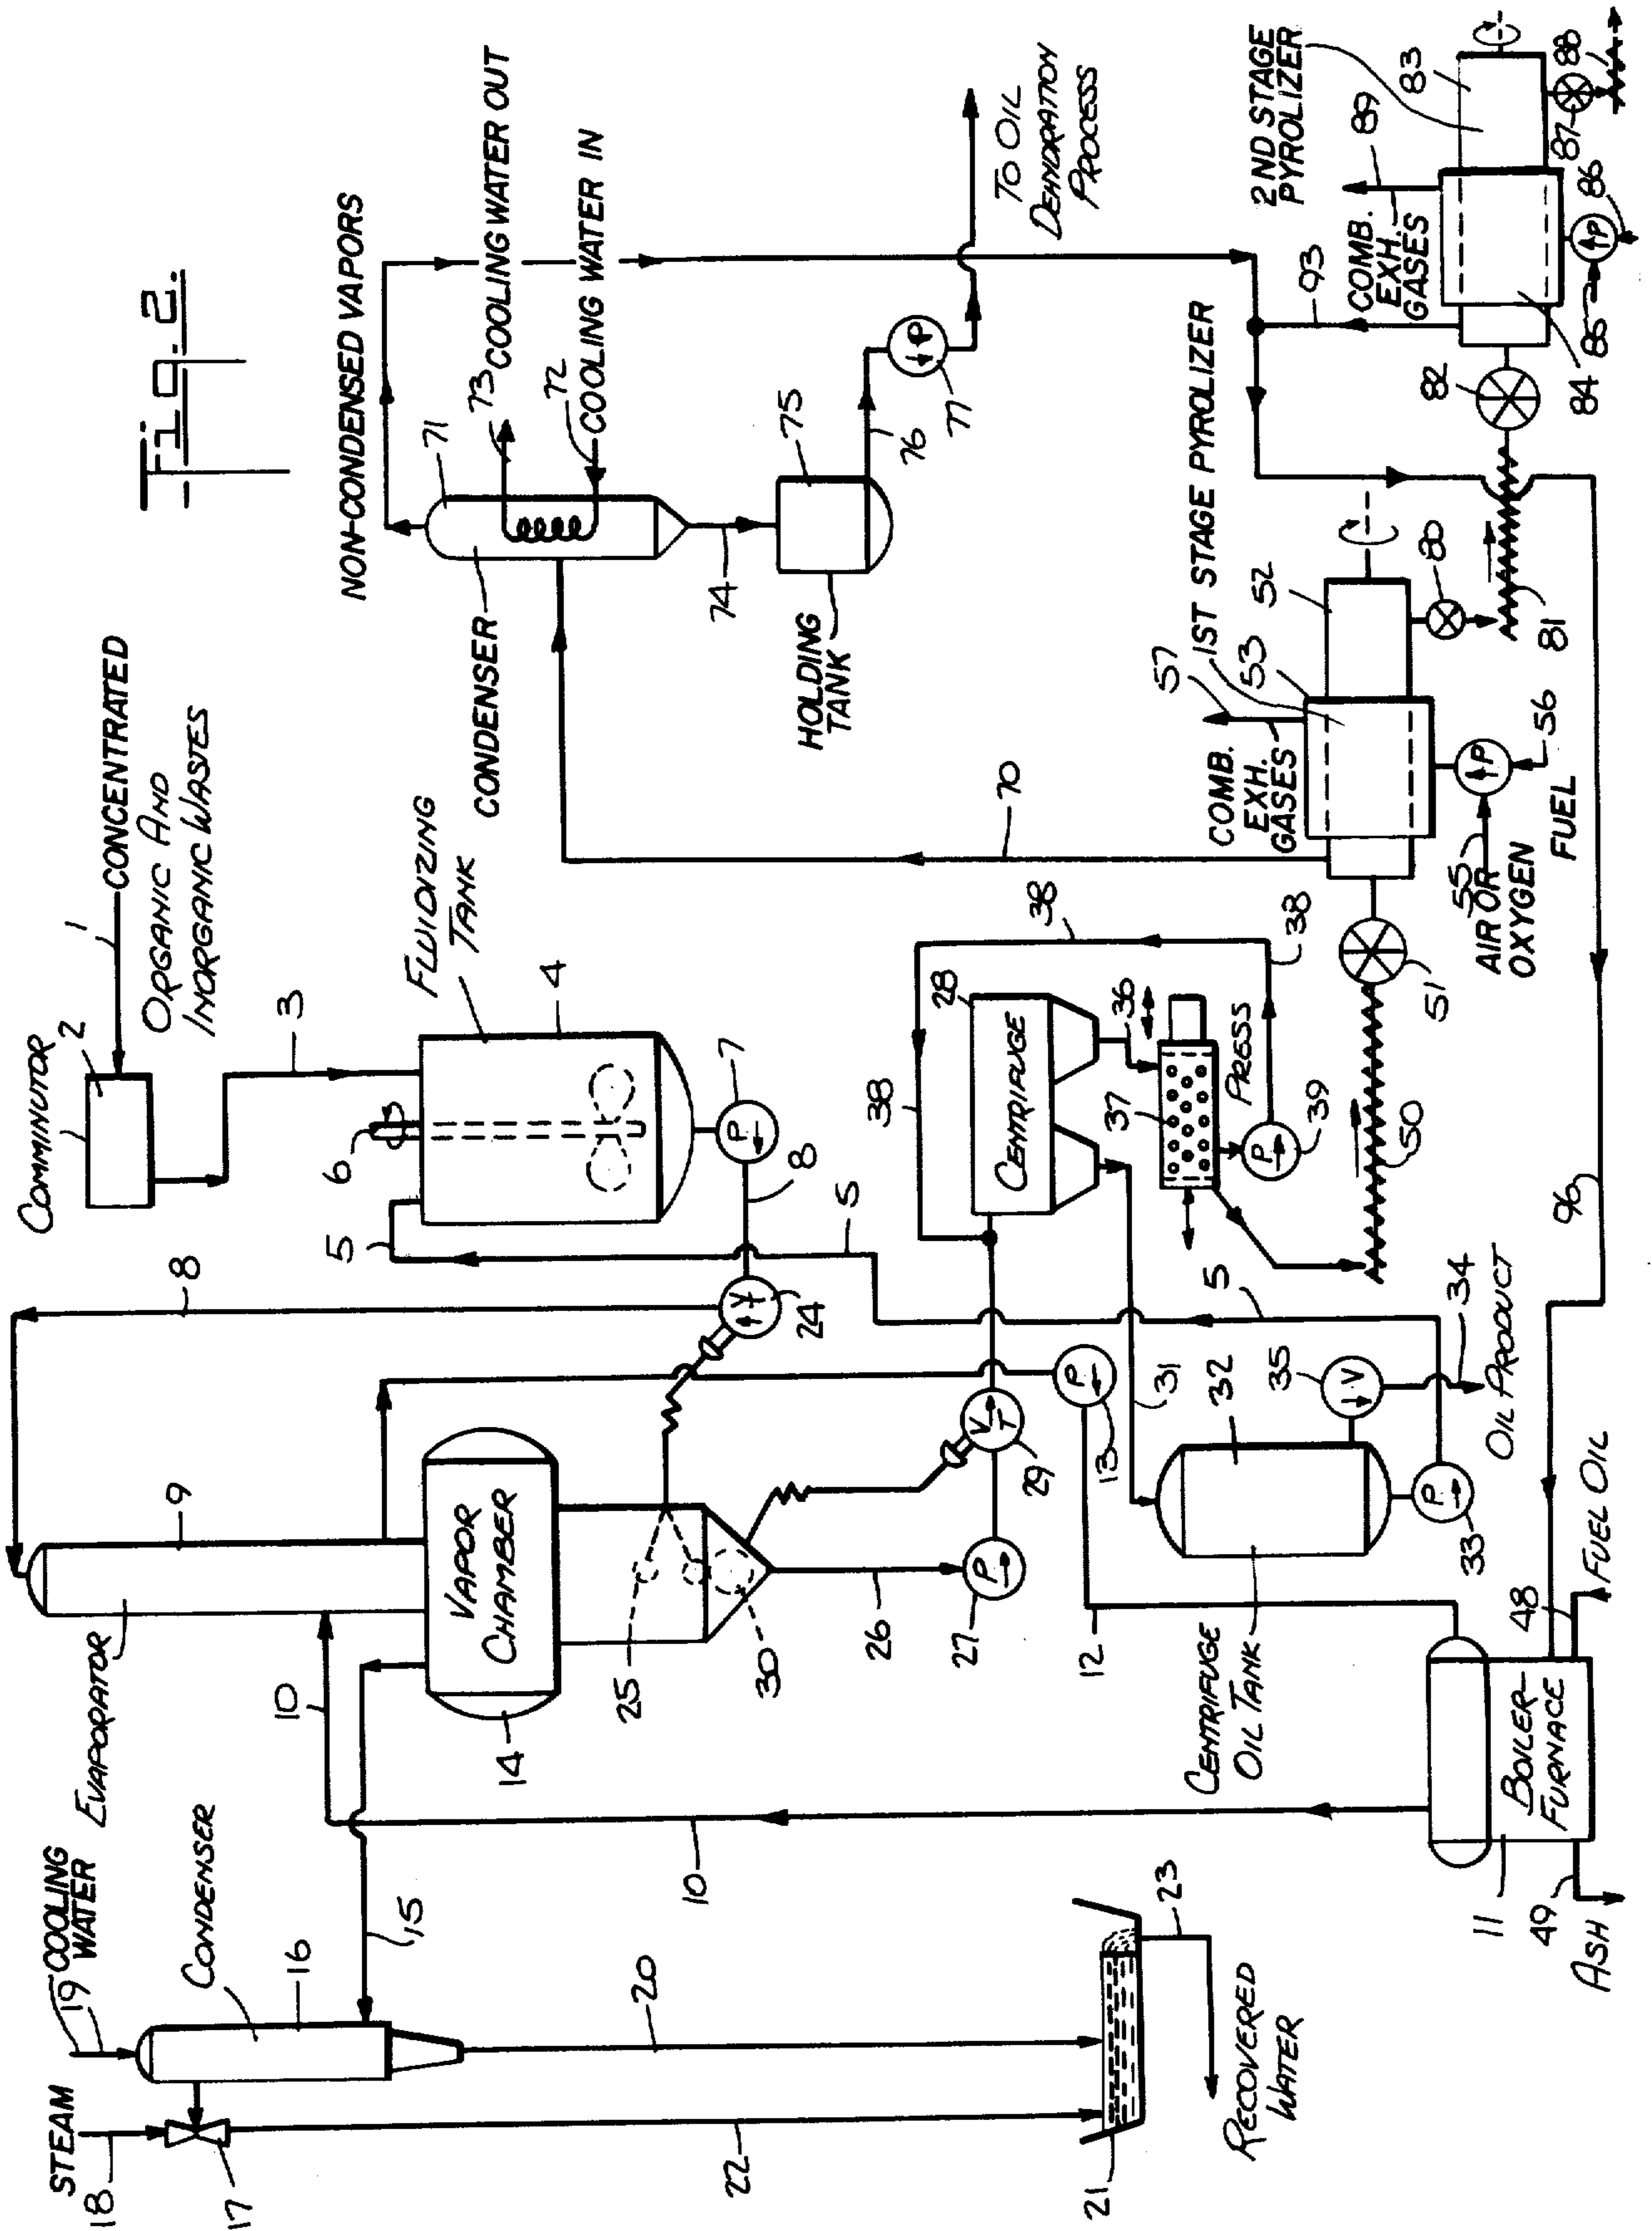 Fig. 2.
STEAM
18
17
COOLING
WATER
19
CONDENSER
16
15
20
22
21
23
RECOVERED
WATER
EVAPORATOR
9
8
10
10
VAPOR
CHAMBER
14
25
30
26
27
29
24
13
12
COMMINUTOR
2
1
CONCENTRATED
ORGANIC AND
INORGANIC WASTES
3
FLUIDIZING
TANK
4
5
6
P
7
8
5
V
P
P
V
T
38
38
38
28
CENTRIFUGE
36
37
PRESS
P
39
31
32
CENTRIFUGE
OIL TANK
P
33
V
35
5
34
OIL PRODUCT
BOILER-
FURNACE
11
49
ASH
48
FUEL OIL
96
50
51
NON-CONDENSED VAPORS
71
CONDENSER
73
COOLING WATER OUT
72
COOLING WATER IN
74
75
HOLDING
TANK
76
P
77
TO OIL
DEHYDRATION
PROCESS
70
1ST STAGE PYROLIZER
57
53
52
COMB.
EXH.
GASES
P
55
AIR OR
OXYGEN
56
FUEL
80
81
82
2ND STAGE
PYROLIZER
83
84
89
COMB.
EXH.
GASES
93
P
85
86
87
88